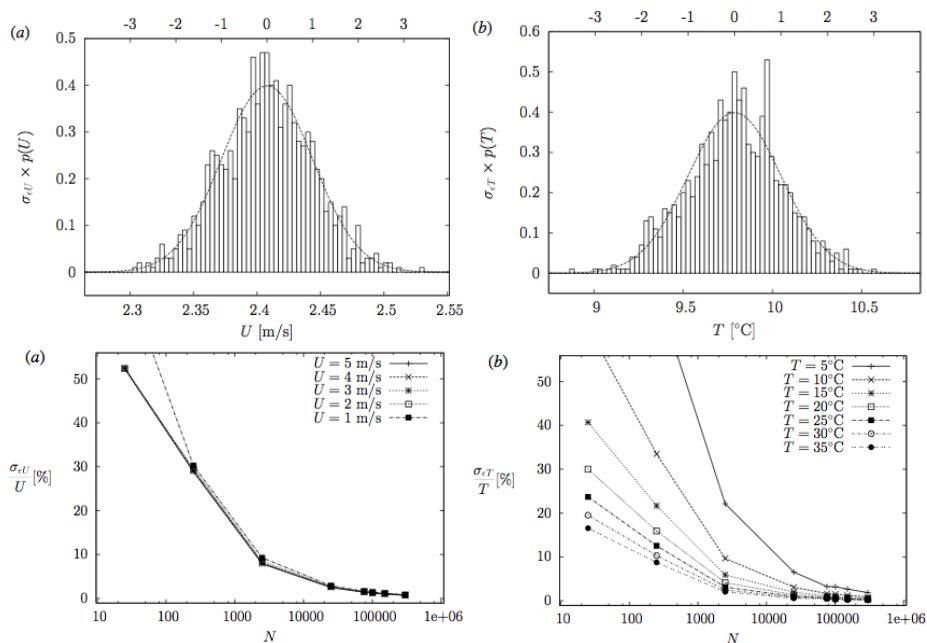 (a)
-3 -2 -1 0 1 2 3
0.5
0.4
0.3
0.2
0.1
0
σϵU × p(U)
2.3 2.35 2.4 2.45 2.5 2.55
U [m/s]
(b)
-3 -2 -1 0 1 2 3
0.6
0.5
0.4
0.3
0.2
0.1
0
σϵT × p(T)
9 9.5 10 10.5
T [°C]
(a)
50
40
30
20
10
0
σϵU/U [%]
U = 5 m/s
U = 4 m/s
U = 3 m/s
U = 2 m/s
U = 1 m/s
10 100 1000 10000 100000 1e+06
N
(b)
50
40
30
20
10
0
σϵT/T [%]
T = 5°C
T = 10°C
T = 15°C
T = 20°C
T = 25°C
T = 30°C
T = 35°C
10 100 1000 10000 100000 1e+06
N